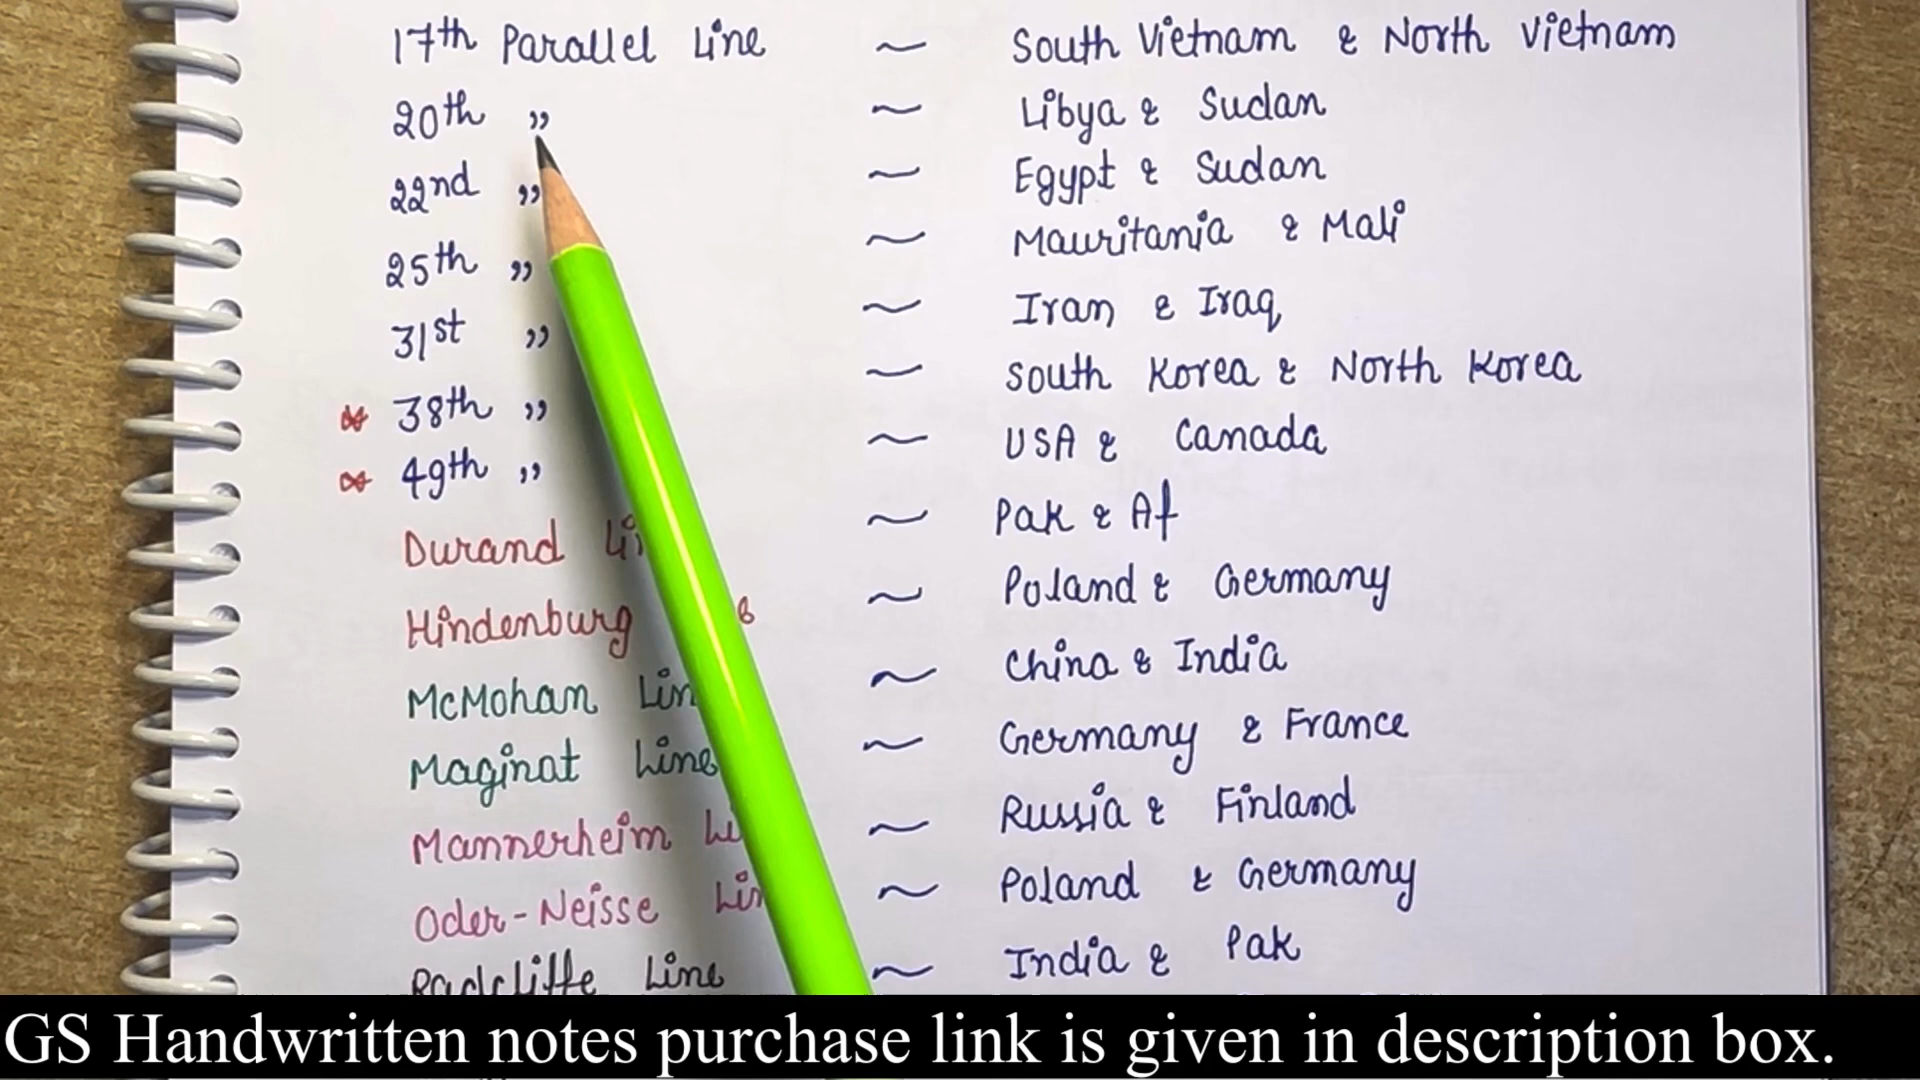 17th Parallel Line ~ South Vietnam & North Vietnam
20th " ~ Libya & Sudan
22nd " ~ Egypt & Sudan
25th " ~ Mauritania & Mali
31st " ~ Iran & Iraq
38th " ~ South Korea & North Korea
49th " ~ USA & Canada
Durand ~ Pak & Af
Hindenburg ~ Poland & Germany
McMohan Lin ~ China & India
Maginat Line ~ Germany & France
Mannerheim ~ Russia & Finland
Oder-Neisse Lin ~ Poland & Germany
Radcliffe Line ~ India & Pak
GS Handwritten notes purchase link is given in description box.